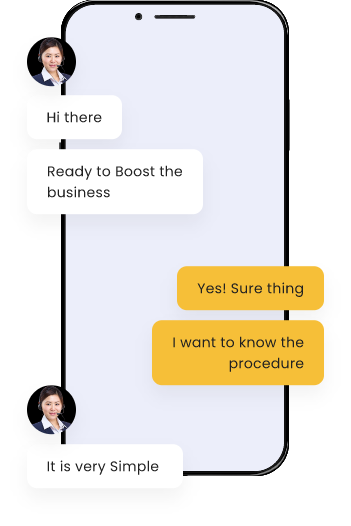 Hi there
Ready to Boost the
business
Yes! Sure thing
I want to know the
procedure
It is very Simple